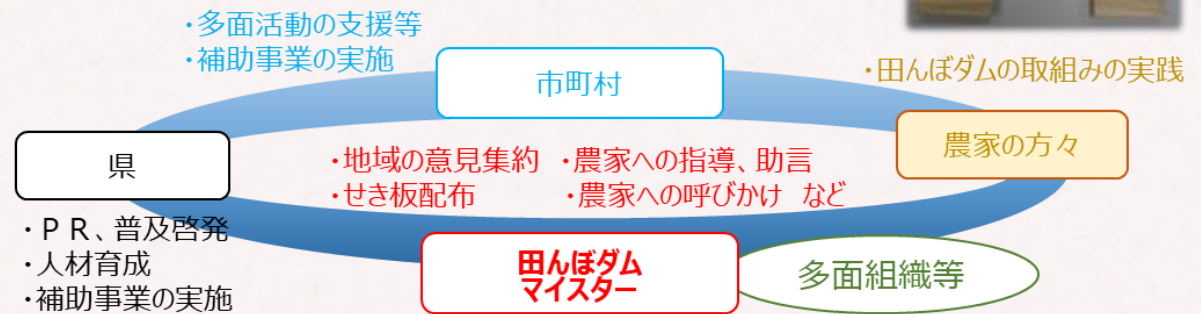 ・多面活動の支援等
・補助事業の実施
市町村
・田んぼダムの取組みの実践
農家の方々
県
・地域の意見集約 ・農家への指導、助言
・せき板配布 ・農家への呼びかけ など
・ＰＲ、普及啓発
・人材育成
・補助事業の実施
田んぼダム
マイスター
多面組織等